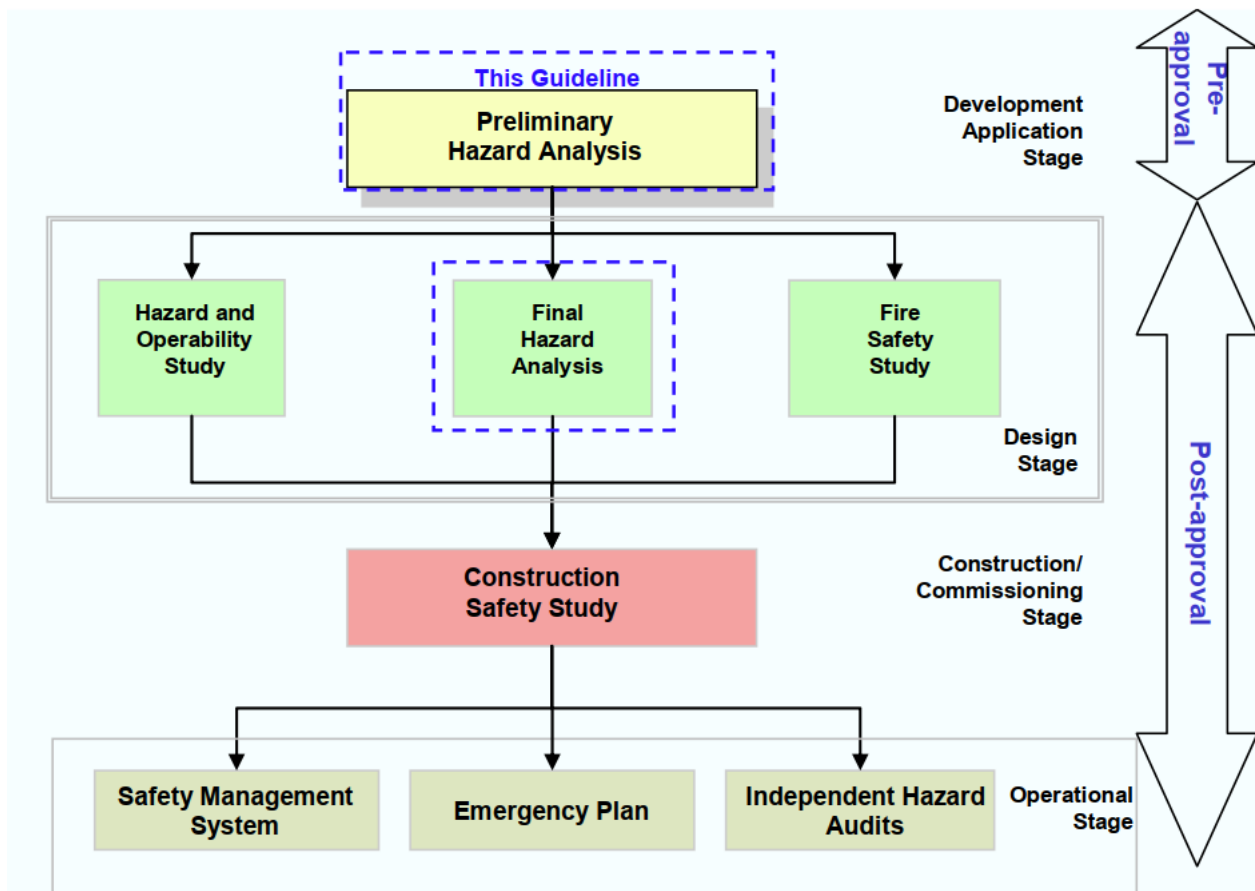 This Guideline
Preliminary
Hazard Analysis
Development
Application
Stage
Pre-
approval
Hazard and
Operability
Study
Final
Hazard
Analysis
Fire
Safety
Study
Design
Stage
Post-approval
Construction
Safety Study
Construction/
Commissioning
Stage
Safety Management
System
Emergency Plan
Independent Hazard
Audits
Operational
Stage